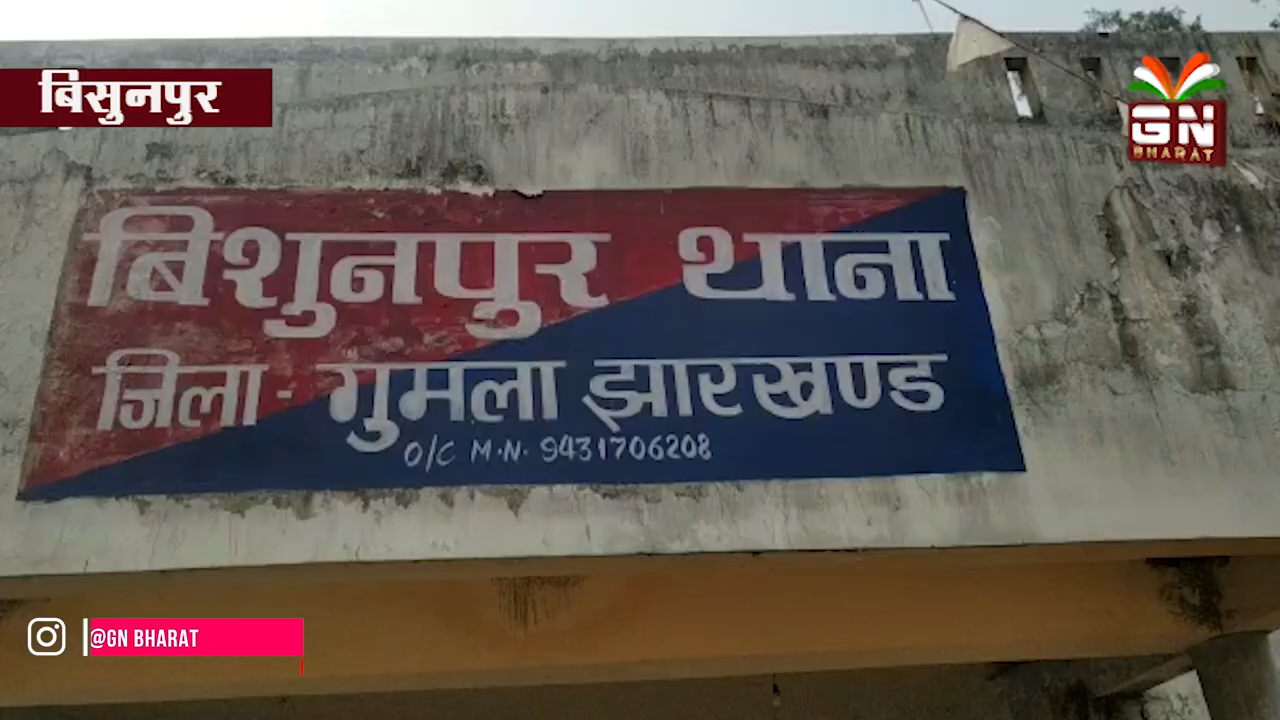 बिसुनपुर
GN
BHARAT
बिशुनपुर थाना
जिला - गुमला झारखण्ड
O/C M.N. 9431706208
@GN BHARAT